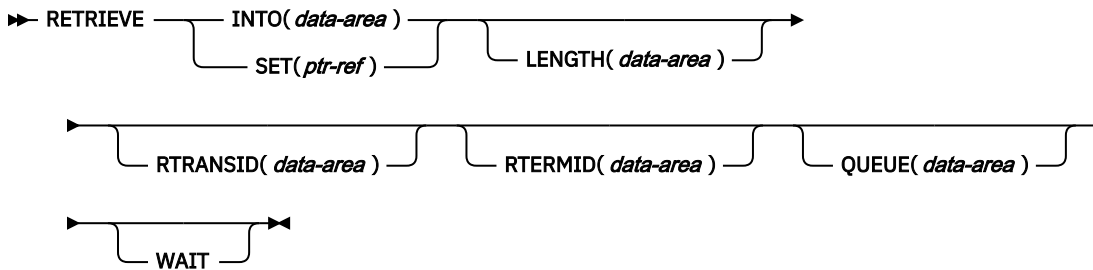 RETRIEVE INTO( data-area )
SET( ptr-ref ) LENGTH( data-area )
RTRANSID( data-area ) RTERMID( data-area ) QUEUE( data-area )
WAIT